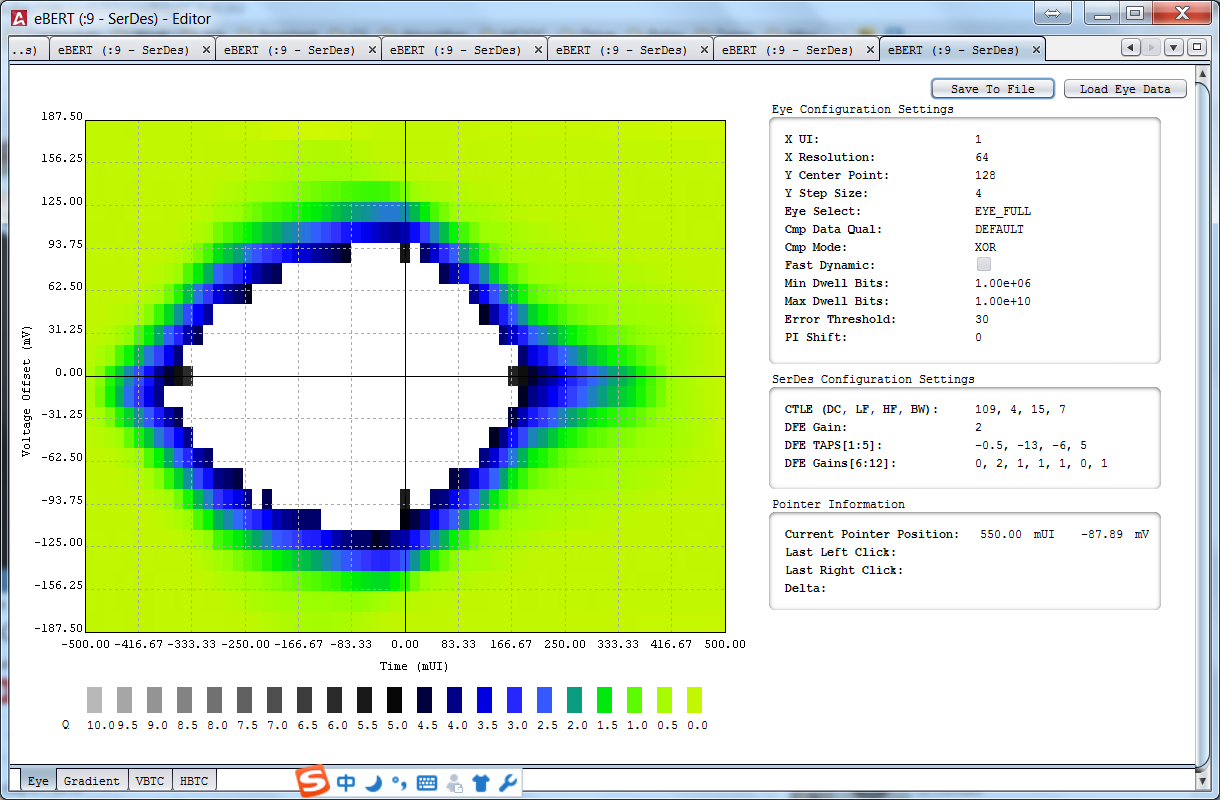 eBERT (:9 - SerDes) - Editor
..s) eBERT (:9 - SerDes) eBERT (:9 - SerDes) eBERT (:9 - SerDes) eBERT (:9 - SerDes) eBERT (:9 - SerDes) eBERT (:9 - SerDes)
Save To File Load Eye Data
Eye Configuration Settings
X UI: 1
X Resolution: 64
Y Center Point: 128
Y Step Size: 4
Eye Select: EYE_FULL
Cmp Data Qual: DEFAULT
Cmp Mode: XOR
Fast Dynamic:
Min Dwell Bits: 1.00e+06
Max Dwell Bits: 1.00e+10
Error Threshold: 30
PI Shift: 0
SerDes Configuration Settings
CTLE (DC, LF, HF, BW): 109, 4, 15, 7
DFE Gain: 2
DFE TAPS[1:5]: -0.5, -13, -6, 5
DFE Gains[6:12]: 0, 2, 1, 1, 1, 0, 1
Pointer Information
Current Pointer Position: 550.00 mUI -87.89 mV
Last Left Click:
Last Right Click:
Delta:
187.50
156.25
125.00
93.75
62.50
31.25
0.00
-31.25
-62.50
-93.75
-125.00
-156.25
-187.50
Voltage Offset (mV)
-500.00 -416.67 -333.33 -250.00 -166.67 -83.33 0.00 83.33 166.67 250.00 333.33 416.67 500.00
Time (mUI)
Q 10.0 9.5 9.0 8.5 8.0 7.5 7.0 6.5 6.0 5.5 5.0 4.5 4.0 3.5 3.0 2.5 2.0 1.5 1.0 0.5 0.0
Eye Gradient VBTC HBTC
中